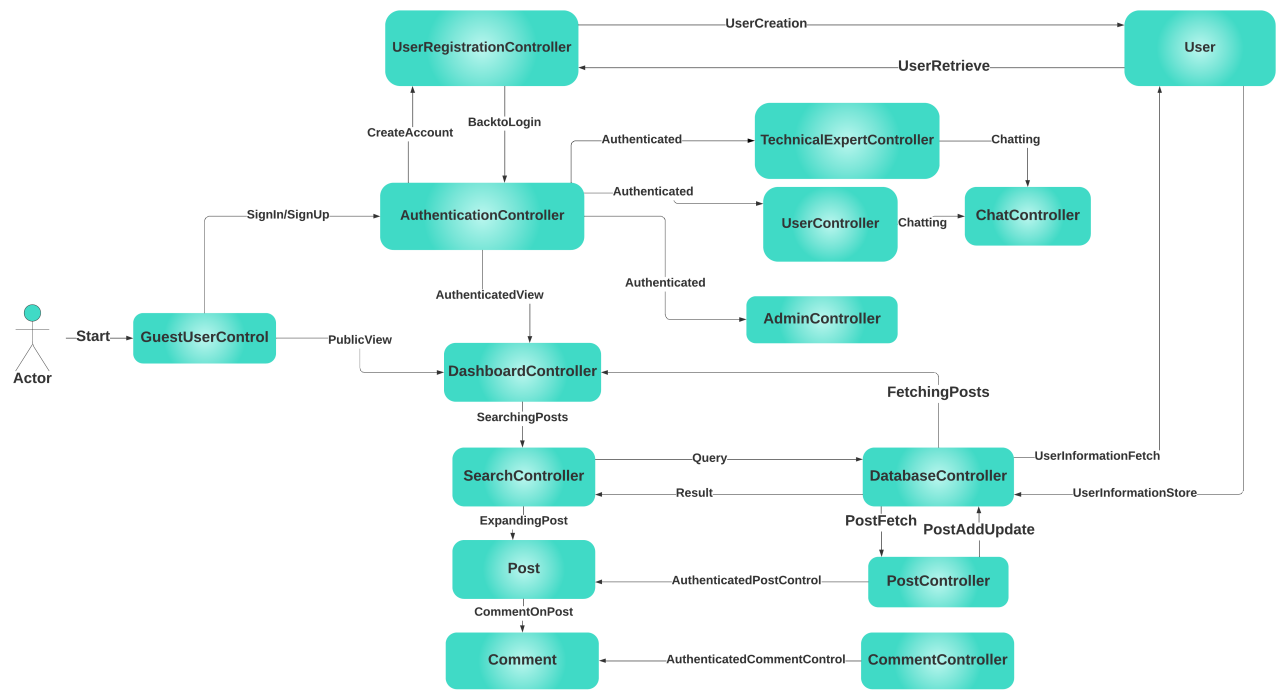 UserCreation
UserRegistrationController
User
UserRetrieve
CreateAccount
BacktoLogin
Authenticated
TechnicalExpertController
Chatting
Authenticated
SignIn/SignUp
AuthenticationController
UserController
Chatting
ChatController
Authenticated
AuthenticatedView
AdminController
Start
GuestUserControl
PublicView
Actor
DashboardController
FetchingPosts
SearchingPosts
Query
UserInformationFetch
SearchController
DatabaseController
Result
UserInformationStore
ExpandingPost
PostFetch
PostAddUpdate
Post
AuthenticatedPostControl
PostController
CommentOnPost
Comment
AuthenticatedCommentControl
CommentController